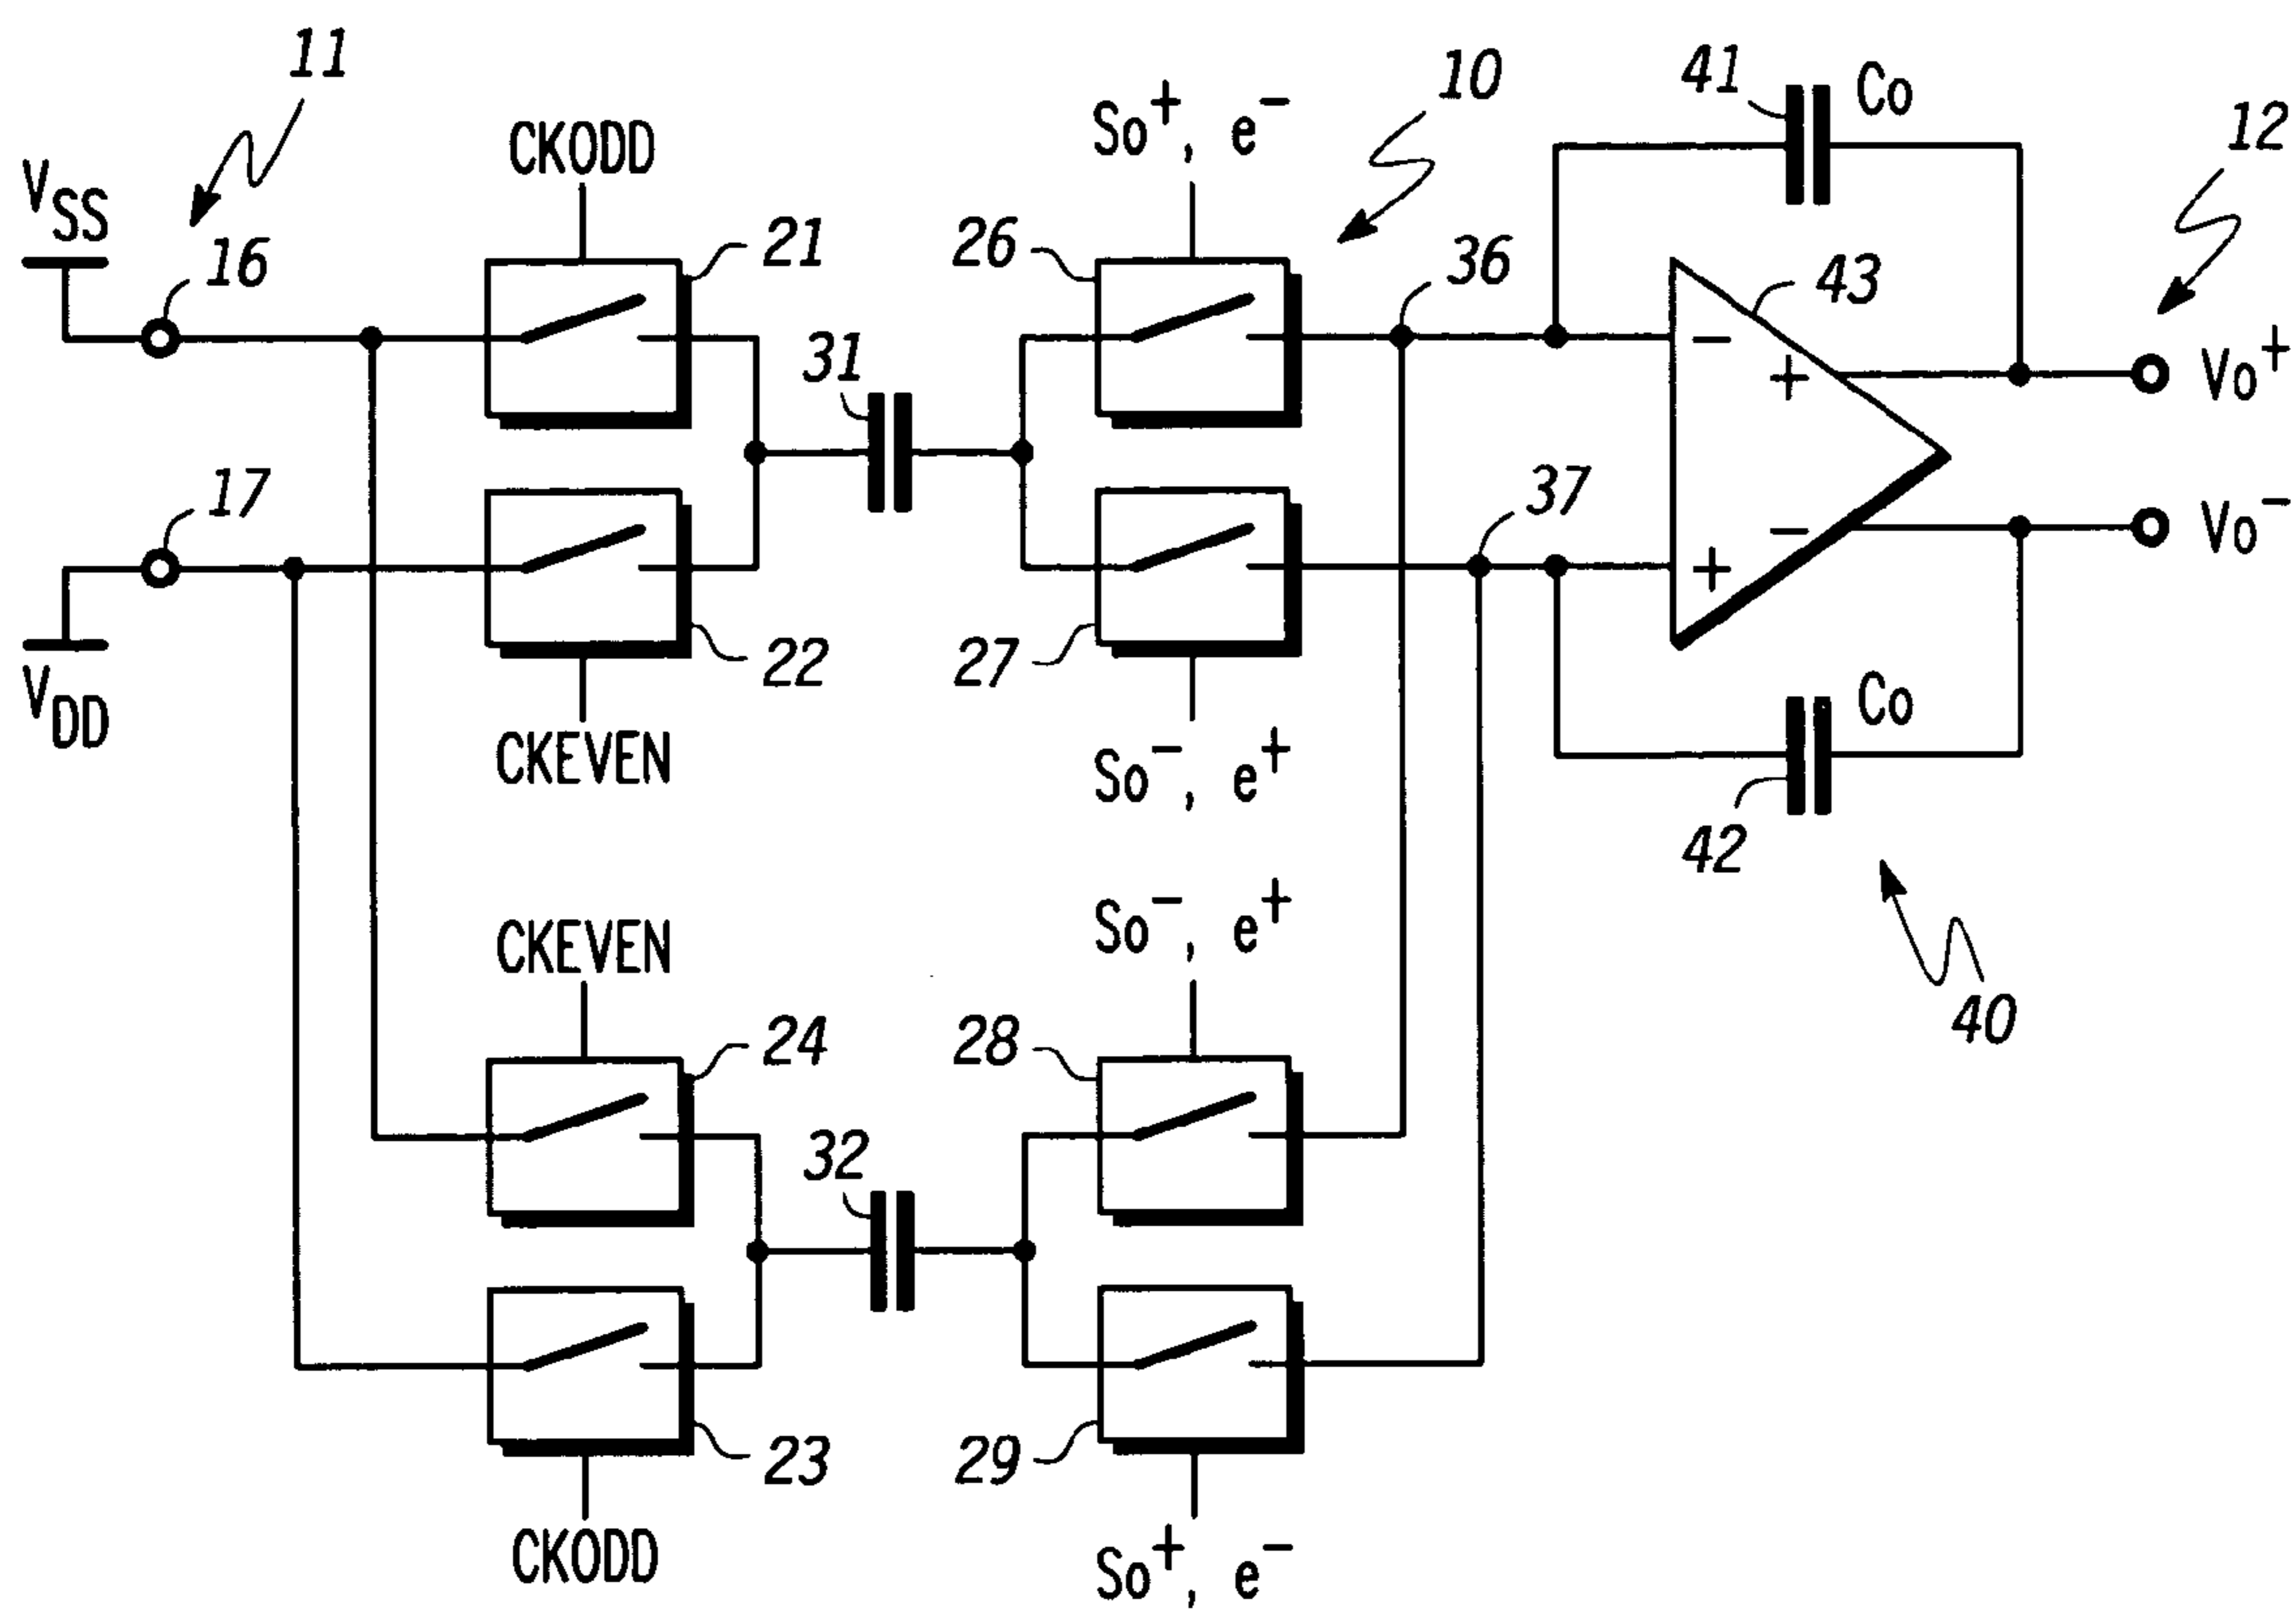 11
10
12
41
Co
CKODD
So+, e−
VSS
16
21
26
36
43
31
Vo+
17
37
Vo−
VDD
22
27
Co
CKEVEN
So−, e+
42
CKEVEN
So−, e+
24
28
40
32
23
29
CKODD
So+, e−
−
+
−
+